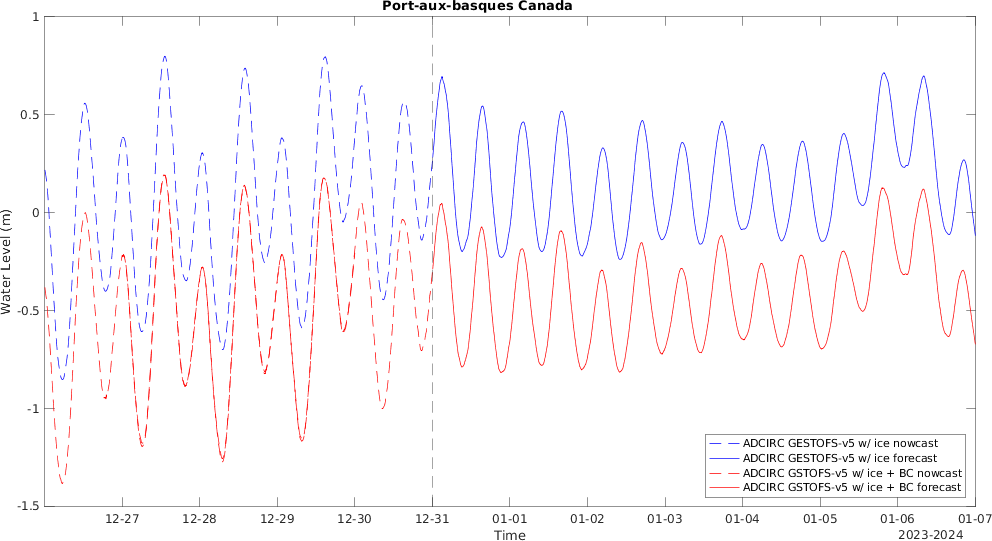 Port-aux-basques Canada
1
0.5
0
-0.5
-1
-1.5
Water Level (m)
12-27 12-28 12-29 12-30 12-31 01-01 01-02 01-03 01-04 01-05 01-06 01-07
Time
2023-2024
ADCIRC GESTOFS-v5 w/ ice nowcast
ADCIRC GESTOFS-v5 w/ ice forecast
ADCIRC GSTOFS-v5 w/ ice + BC nowcast
ADCIRC GSTOFS-v5 w/ ice + BC forecast